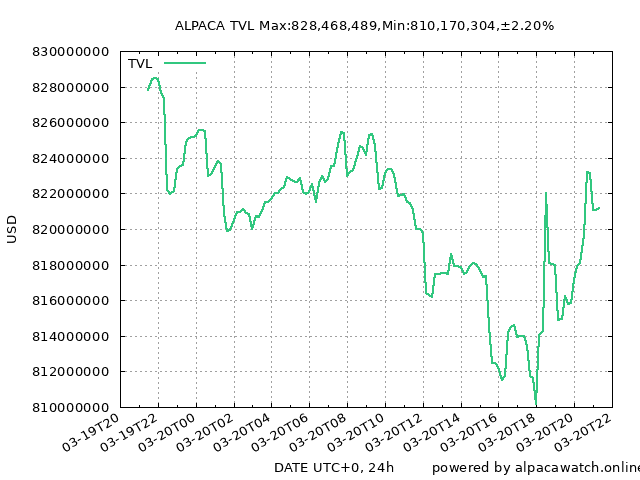 ALPACA TVL Max:828,468,489,Min:810,170,304,±2.20%
TVL
830000000
828000000
826000000
824000000
822000000
820000000
818000000
816000000
814000000
812000000
810000000
USD
03-19T20
03-19T22
03-20T00
03-20T02
03-20T04
03-20T06
03-20T08
03-20T10
03-20T12
03-20T14
03-20T16
03-20T18
03-20T20
03-20T22
DATE UTC+0, 24h
powered by alpacawatch.online